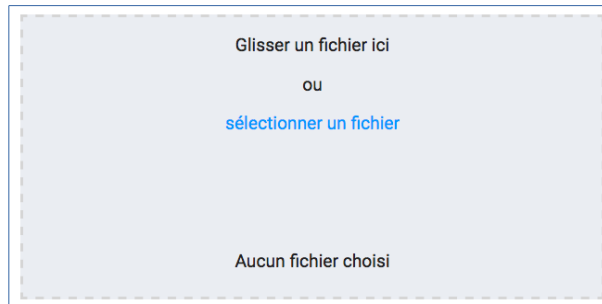 Glisser un fichier ici
ou
sélectionner un fichier
Aucun fichier choisi